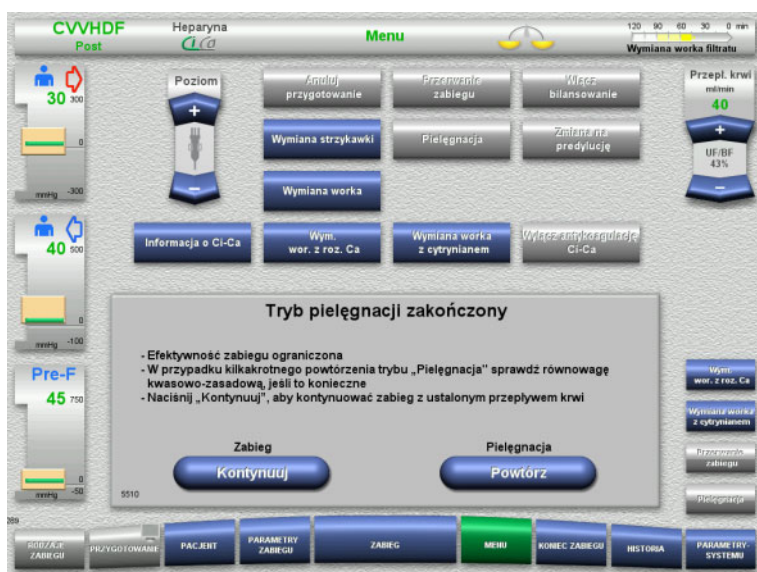 CVVHDF
Post
Heparyna
Ci Ca
Menu
120 90 60 30 0 min
Wymiana worka filtratu
30 300
0
mmHg -300
40 500
0
mmHg -100
Pre-F
45 750
0
mmHg -50
Poziom
+
−
Anuluj
przygotowanie
Przerwanie
zabiegu
Włącz
bilansowanie
Wymiana strzykawki
Pielęgnacja
Zmiana na
predylucję
Wymiana worka
Informacja o Ci-Ca
Wym.
wor. z roz. Ca
Wymiana worka
z cytrynianem
Wyłącz antykoagulację
Ci-Ca
Przepł. krwi
ml/min
40
+
UF/BF
43%
−
Tryb pielęgnacji zakończony
- Efektywność zabiegu ograniczona
- W przypadku kilkakrotnego powtórzenia trybu „Pielęgnacja” sprawdź równowagę
kwasowo-zasadową, jeśli to konieczne
- Naciśnij „Kontynuuj”, aby kontynuować zabieg z ustalonym przepływem krwi
Zabieg
Kontynuuj
Pielęgnacja
Powtórz
5510
Wym.
wor. z roz. Ca
Wymiana worka
z cytrynianem
Przerwanie
zabiegu
Pielęgnacja
089
RODZAJE
ZABIEGU
PRZYGOTOWANIE
PACJENT
PARAMETRY
ZABIEGU
ZABIEG
MENU
KONIEC ZABIEGU
HISTORIA
PARAMETRY-
SYSTEMU